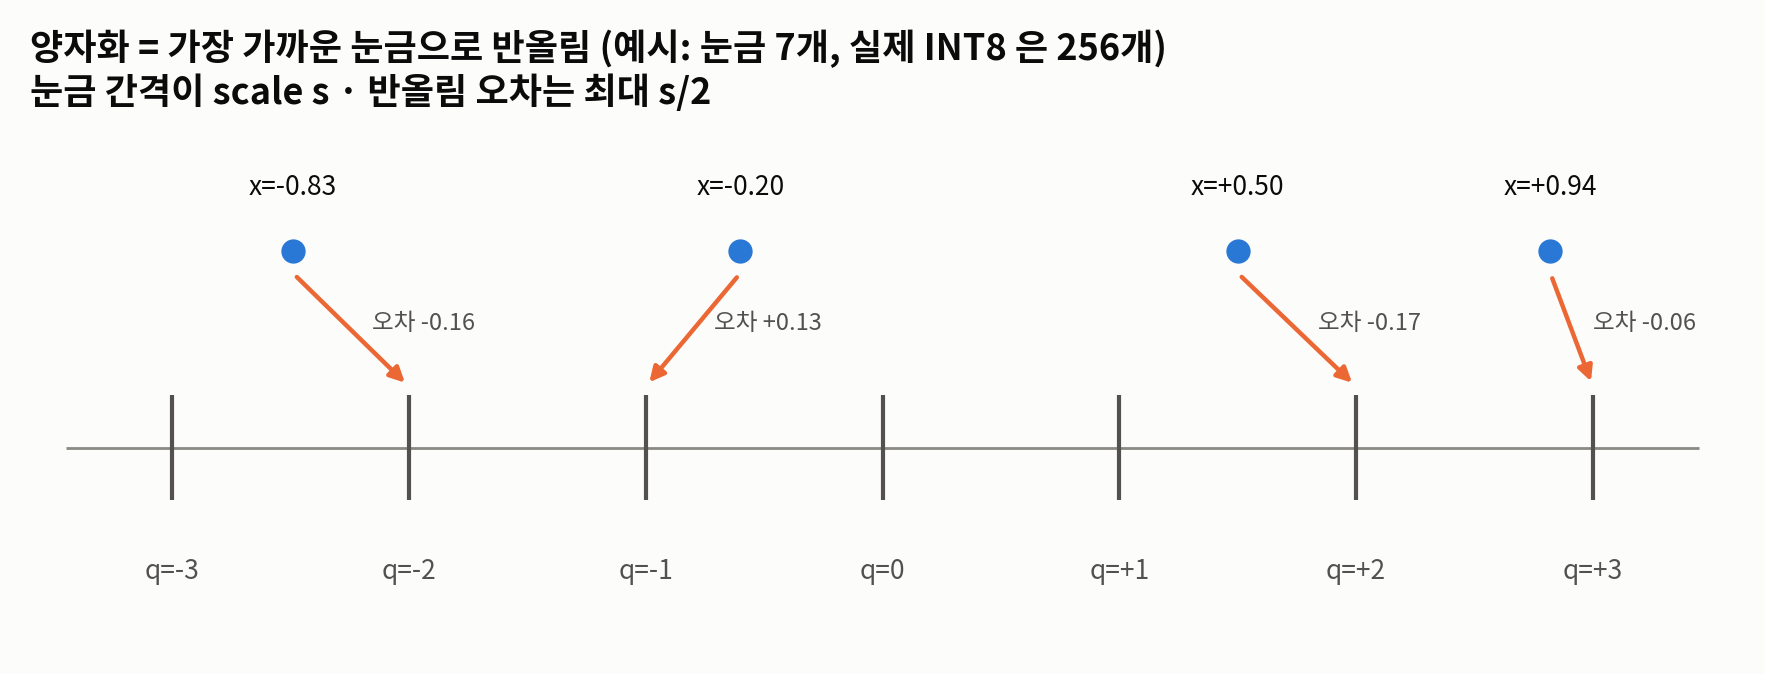 양자화 = 가장 가까운 눈금으로 반올림 (예시: 눈금 7개, 실제 INT8 은 256개)
눈금 간격이 scale s · 반올림 오차는 최대 s/2
x=-0.83
x=-0.20
x=+0.50
x=+0.94
오차 -0.16
오차 +0.13
오차 -0.17
오차 -0.06
q=-3
q=-2
q=-1
q=0
q=+1
q=+2
q=+3